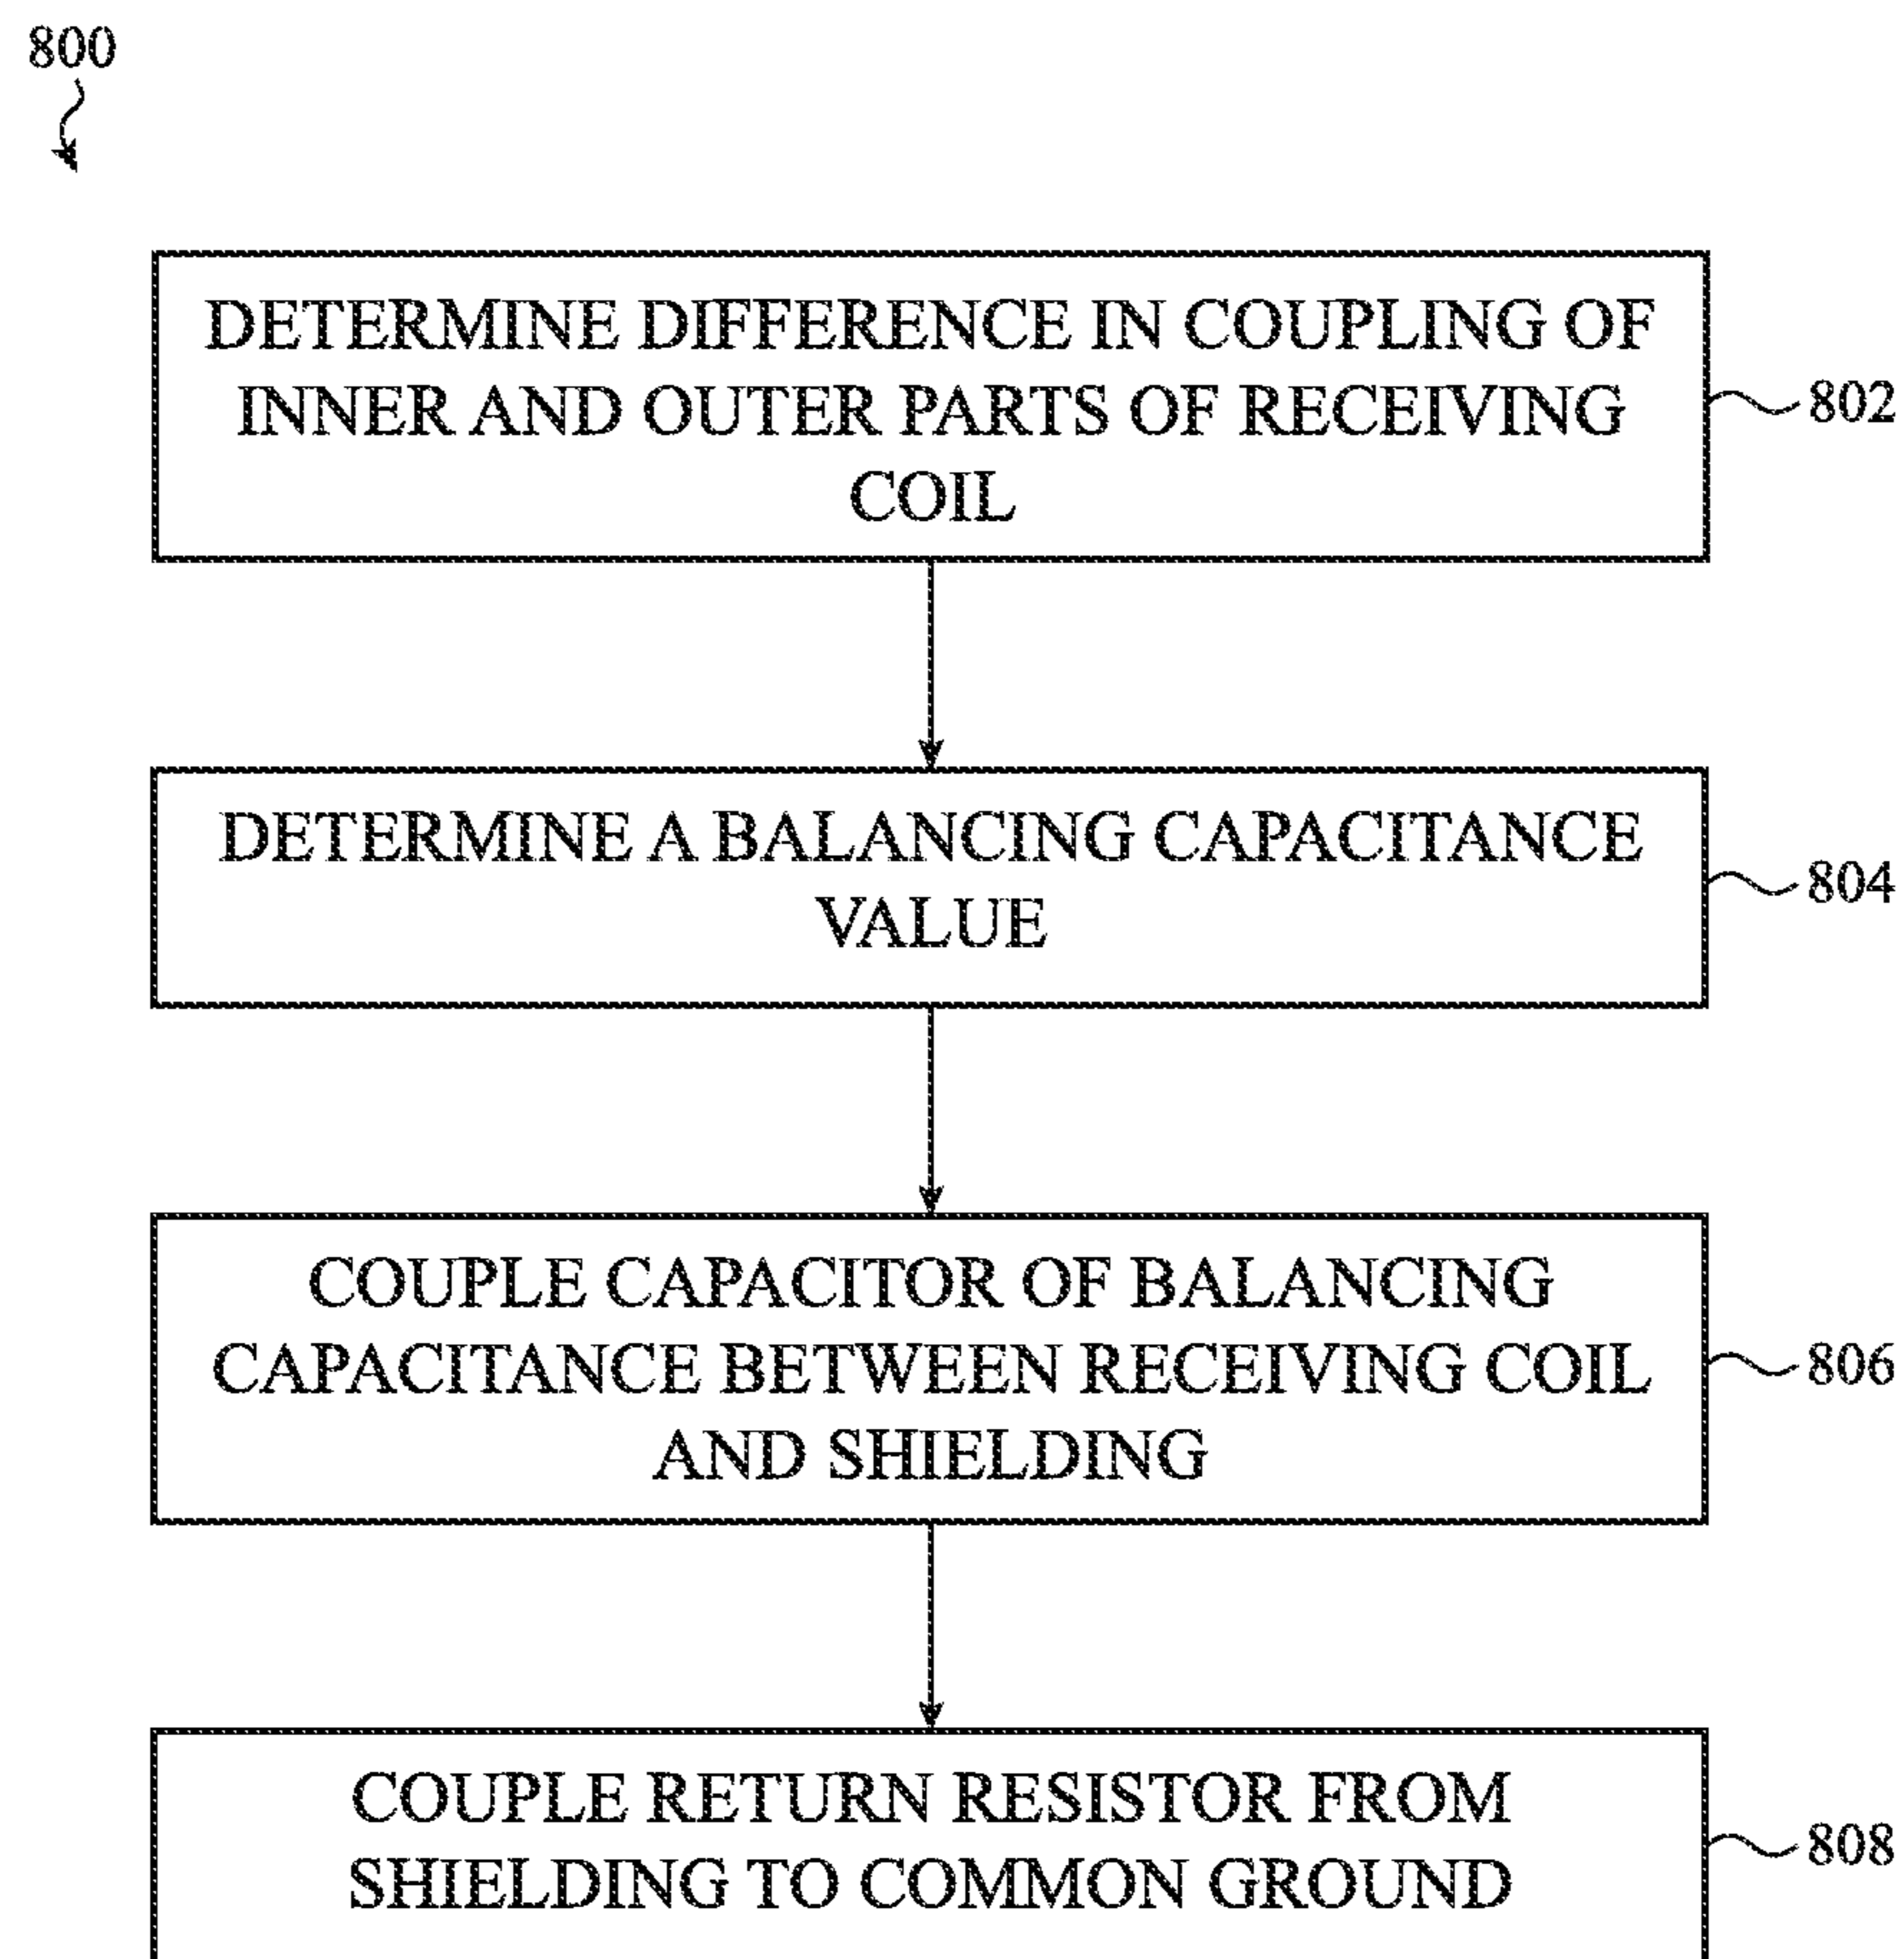 800
DETERMINE DIFFERENCE IN COUPLING OF
INNER AND OUTER PARTS OF RECEIVING
COIL
802
DETERMINE A BALANCING CAPACITANCE
VALUE
804
COUPLE CAPACITOR OF BALANCING
CAPACITANCE BETWEEN RECEIVING COIL
AND SHIELDING
806
COUPLE RETURN RESISTOR FROM
SHIELDING TO COMMON GROUND
808